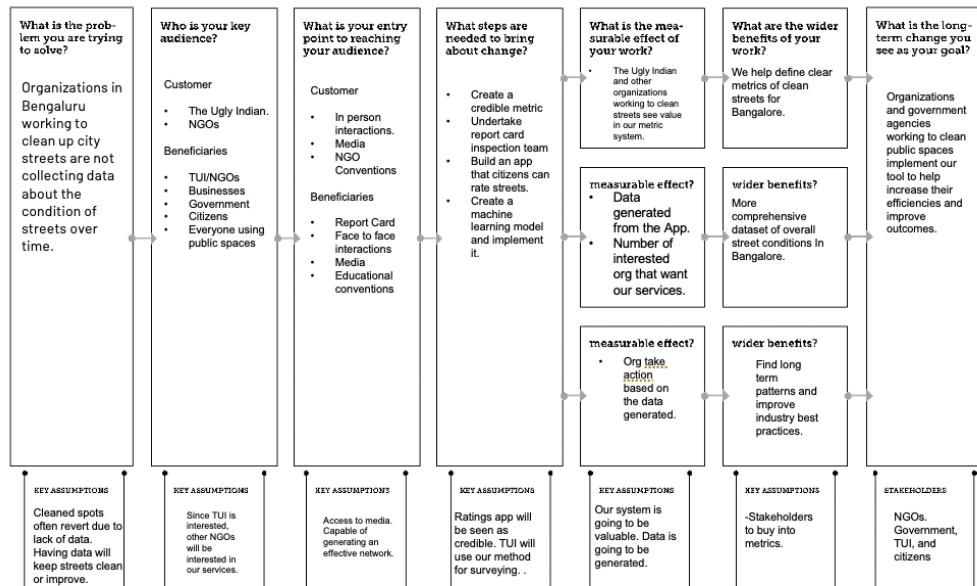 What is the prob-
lem you are trying
to solve?
Organizations in
Bengaluru
working to
clean up city
streets are not
collecting data
about the
condition of
streets over
time.
Who is your key
audience?
Customer
• The Ugly Indian.
• NGOs
Beneficiaries
• TUI/NGOs
• Businesses
• Government
• Citizens
• Everyone using
public spaces
What is your entry
point to reaching
your audience?
Customer
• In person
interactions.
• Media
• NGO
Conventions
Beneficiaries
• Report Card
• Face to face
interactions
• Media
• Educational
conventions
What steps are
needed to bring
about change?
• Create a
credible metric
• Undertake
report card
inspection team
• Build an app
that citizens can
rate streets.
• Create a
machine
learning model
and implement
it.
What is the mea-
surable effect of
your work?
• The Ugly Indian
and other
organizations
working to clean
streets see value
in our metric
system.
measurable effect?
• Data
generated
from the App.
• Number of
interested
org that want
our services.
measurable effect?
• Org take
action
based on
the data
generated.
What are the wider
benefits of your
work?
We help define clear
metrics of clean
streets for
Bangalore.
wider benefits?
More
comprehensive
dataset of overall
street conditions In
Bangalore.
wider benefits?
Find long
term
patterns and
improve
industry best
practices.
What is the long-
term change you
see as your goal?
Organizations
and government
agencies
working to clean
public spaces
implement our
tool to help
increase their
efficiencies and
improve
outcomes.
KEY ASSUMPTIONS
Cleaned spots
often revert due to
lack of data.
Having data will
keep streets clean
or improve.
KEY ASSUMPTIONS
Since TUI is
interested,
other NGOs
will be
interested in
our services.
KEY ASSUMPTIONS
Access to media.
Capable of
generating an
effective network.
KEY ASSUMPTIONS
Ratings app will
be seen as
credible. TUI will
use our method
for surveying. .
KEY ASSUMPTIONS
Our system is
going to be
valuable. Data is
going to be
generated.
KEY ASSUMPTIONS
-Stakeholders
to buy into
metrics.
STAKEHOLDERS
NGOs.
Government,
TUI, and
citizens